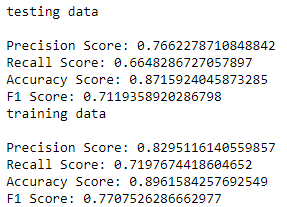 testing data
Precision Score: 0.7662278710848842
Recall Score: 0.6648286727057897
Accuracy Score: 0.8715924045873285
F1 Score: 0.7119358920286798
training data
Precision Score: 0.8295116140559857
Recall Score: 0.7197674418604652
Accuracy Score: 0.8961584257692549
F1 Score: 0.7707526286662977